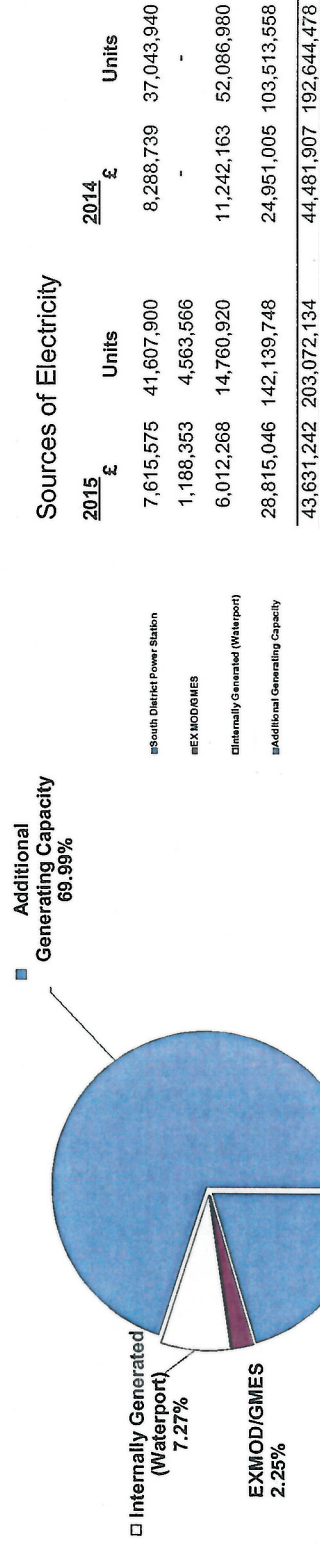 Additional
Generating Capacity
69.99%
Internally Generated
(Waterport)
7.27%
EXMOD/GMES
2.25%
South District Power Station
EX MOD/GMES
Internally Generated (Waterport)
Additional Generating Capacity
Sources of Electricity
2015 2014
£ Units £ Units
7,615,575 41,607,900 8,288,739 37,043,940
1,188,353 4,563,566 - -
6,012,268 14,760,920 11,242,163 52,086,980
28,815,046 142,139,748 24,951,005 103,513,558
43,631,242 203,072,134 44,481,907 192,644,478